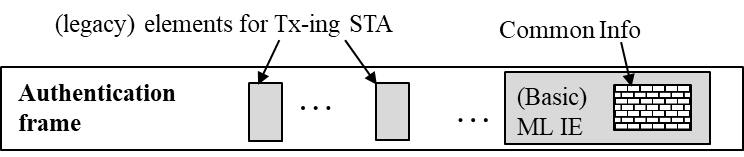 (legacy) elements for Tx-ing STA
Common Info
Authentication
frame
...
...
(Basic)
ML IE